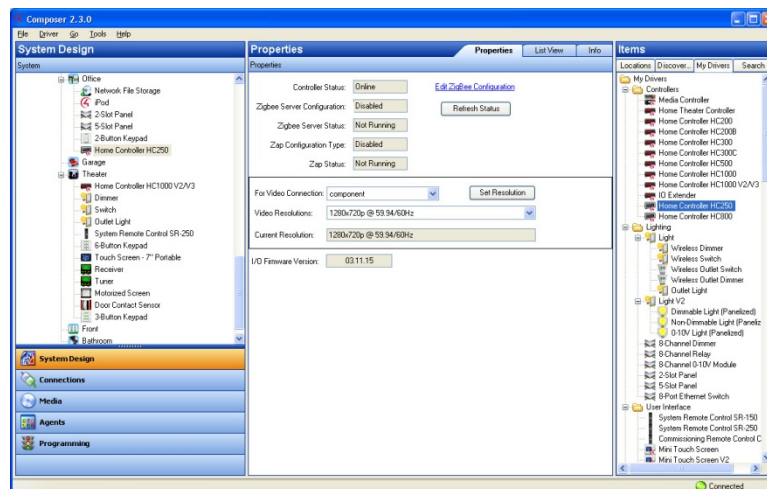 Composer 2.3.0
File Driver Go Tools Help
System Design
System
Office
Network File Storage
iPod
2-Slot Panel
5-Slot Panel
2-Button Keypad
Home Controller HC250
Garage
Theater
Home Controller HC1000 V2/V3
Dimmer
Switch
Outlet Light
System Remote Control SR-250
6-Button Keypad
Touch Screen - 7" Portable
Receiver
Tuner
Motorized Screen
Door Contact Sensor
3-Button Keypad
Front
Bathroom
System Design
Connections
Media
Agents
Programming
Properties
Properties List View Info
Properties
Controller Status: Online Edit ZigBee Configuration
Zigbee Server Configuration: Disabled Refresh Status
Zigbee Server Status: Not Running
Zap Configuration Type: Disabled
Zap Status: Not Running
For Video Connection: component Set Resolution
Video Resolutions: 1280x720p @ 59.94/60Hz
Current Resolution: 1280x720p @ 59.94/60Hz
I/O Firmware Version: 03.11.15
Items
Locations Discover... My Drivers Search
My Drivers
Controllers
Media Controller
Home Theater Controller
Home Controller HC200
Home Controller HC200B
Home Controller HC300
Home Controller HC300C
Home Controller HC500
Home Controller HC1000
Home Controller HC1000 V2/V3
IO Extender
Home Controller HC250
Home Controller HC800
Lighting
Light
Wireless Dimmer
Wireless Switch
Wireless Outlet Switch
Wireless Outlet Dimmer
Outlet Light
Light V2
Dimmable Light (Panelized)
Non-Dimmable Light (Paneliz
0-10V Light (Panelized)
8-Channel Dimmer
8-Channel Relay
8-Channel 0-10V Module
2-Slot Panel
5-Slot Panel
8-Port Ethernet Switch
User Interface
System Remote Control SR-150
System Remote Control SR-250
Commissioning Remote Control C
Mini Touch Screen
Mini Touch Screen V2
Connected